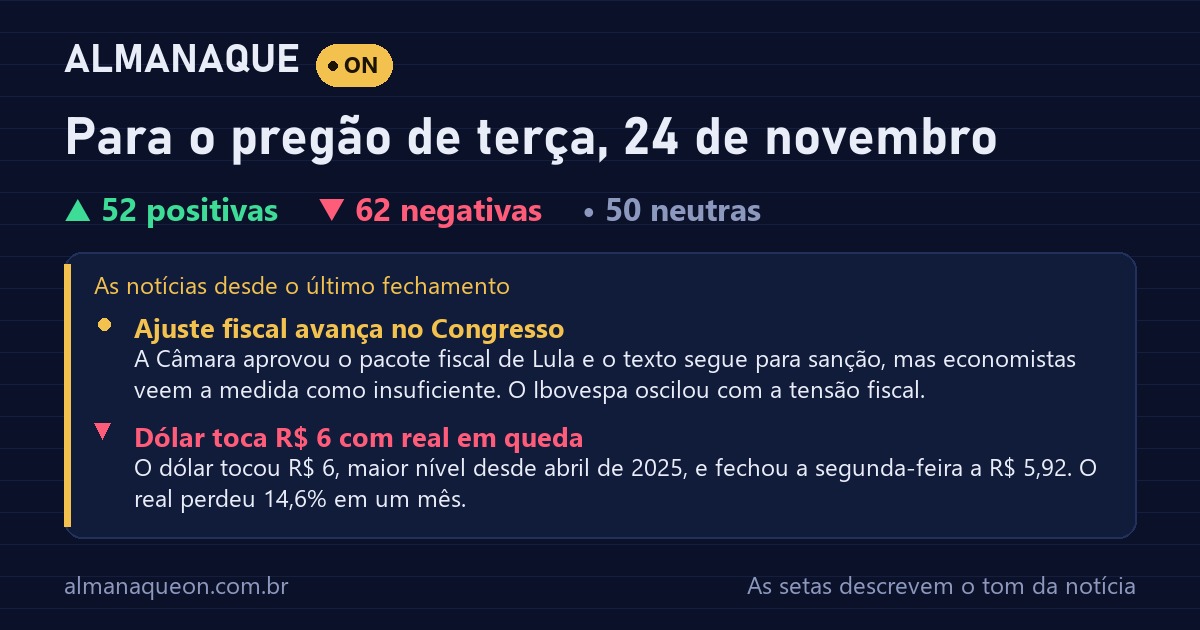 ALMANAQUE • ON
Para o pregão de terça, 24 de novembro
▲ 52 positivas ▼ 62 negativas • 50 neutras
As notícias desde o último fechamento
Ajuste fiscal avança no Congresso
A Câmara aprovou o pacote fiscal de Lula e o texto segue para sanção, mas economistas
veem a medida como insuficiente. O Ibovespa oscilou com a tensão fiscal.
▼ Dólar toca R$ 6 com real em queda
O dólar tocou R$ 6, maior nível desde abril de 2025, e fechou a segunda-feira a R$ 5,92. O
real perdeu 14,6% em um mês.
almanaqueon.com.br As setas descrevem o tom da notícia